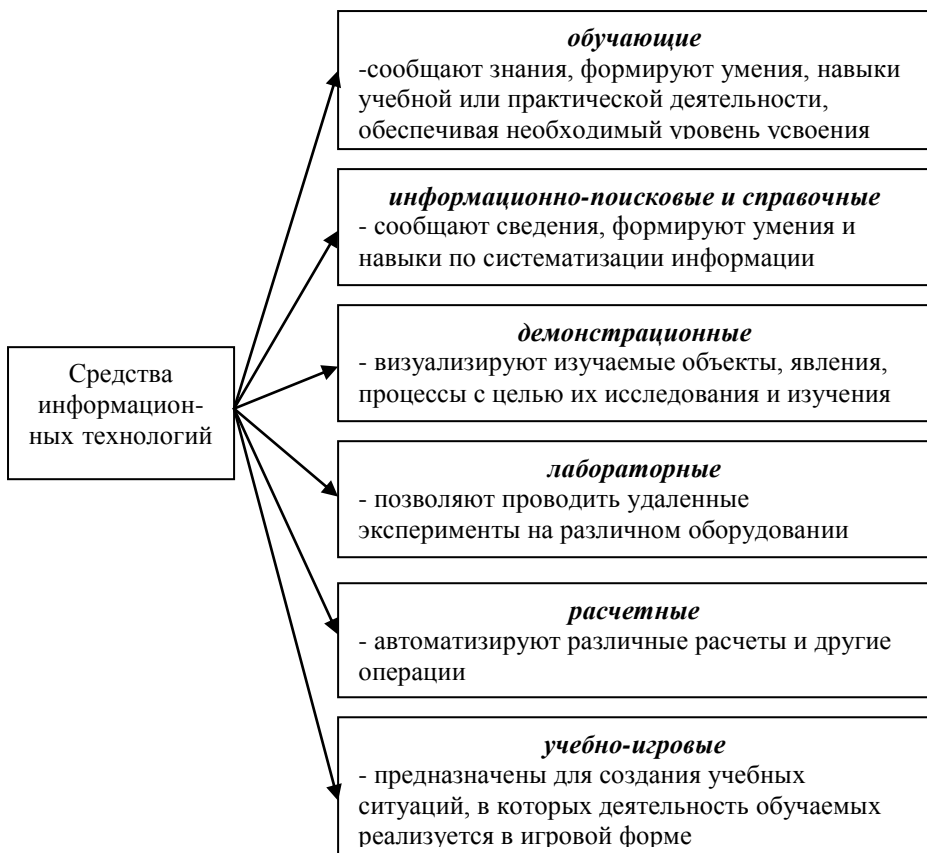 обучающие
-сообщают знания, формируют умения, навыки
учебной или практической деятельности,
обеспечивая необходимый уровень усвоения
информационно-поисковые и справочные
- сообщают сведения, формируют умения и
навыки по систематизации информации
демонстрационные
- визуализируют изучаемые объекты, явления,
процессы с целью их исследования и изучения
Средства
информацион-
ных технологий
лабораторные
- позволяют проводить удаленные
эксперименты на различном оборудовании
расчетные
- автоматизируют различные расчеты и другие
операции
учебно-игровые
- предназначены для создания учебных
ситуаций, в которых деятельность обучаемых
реализуется в игровой форме